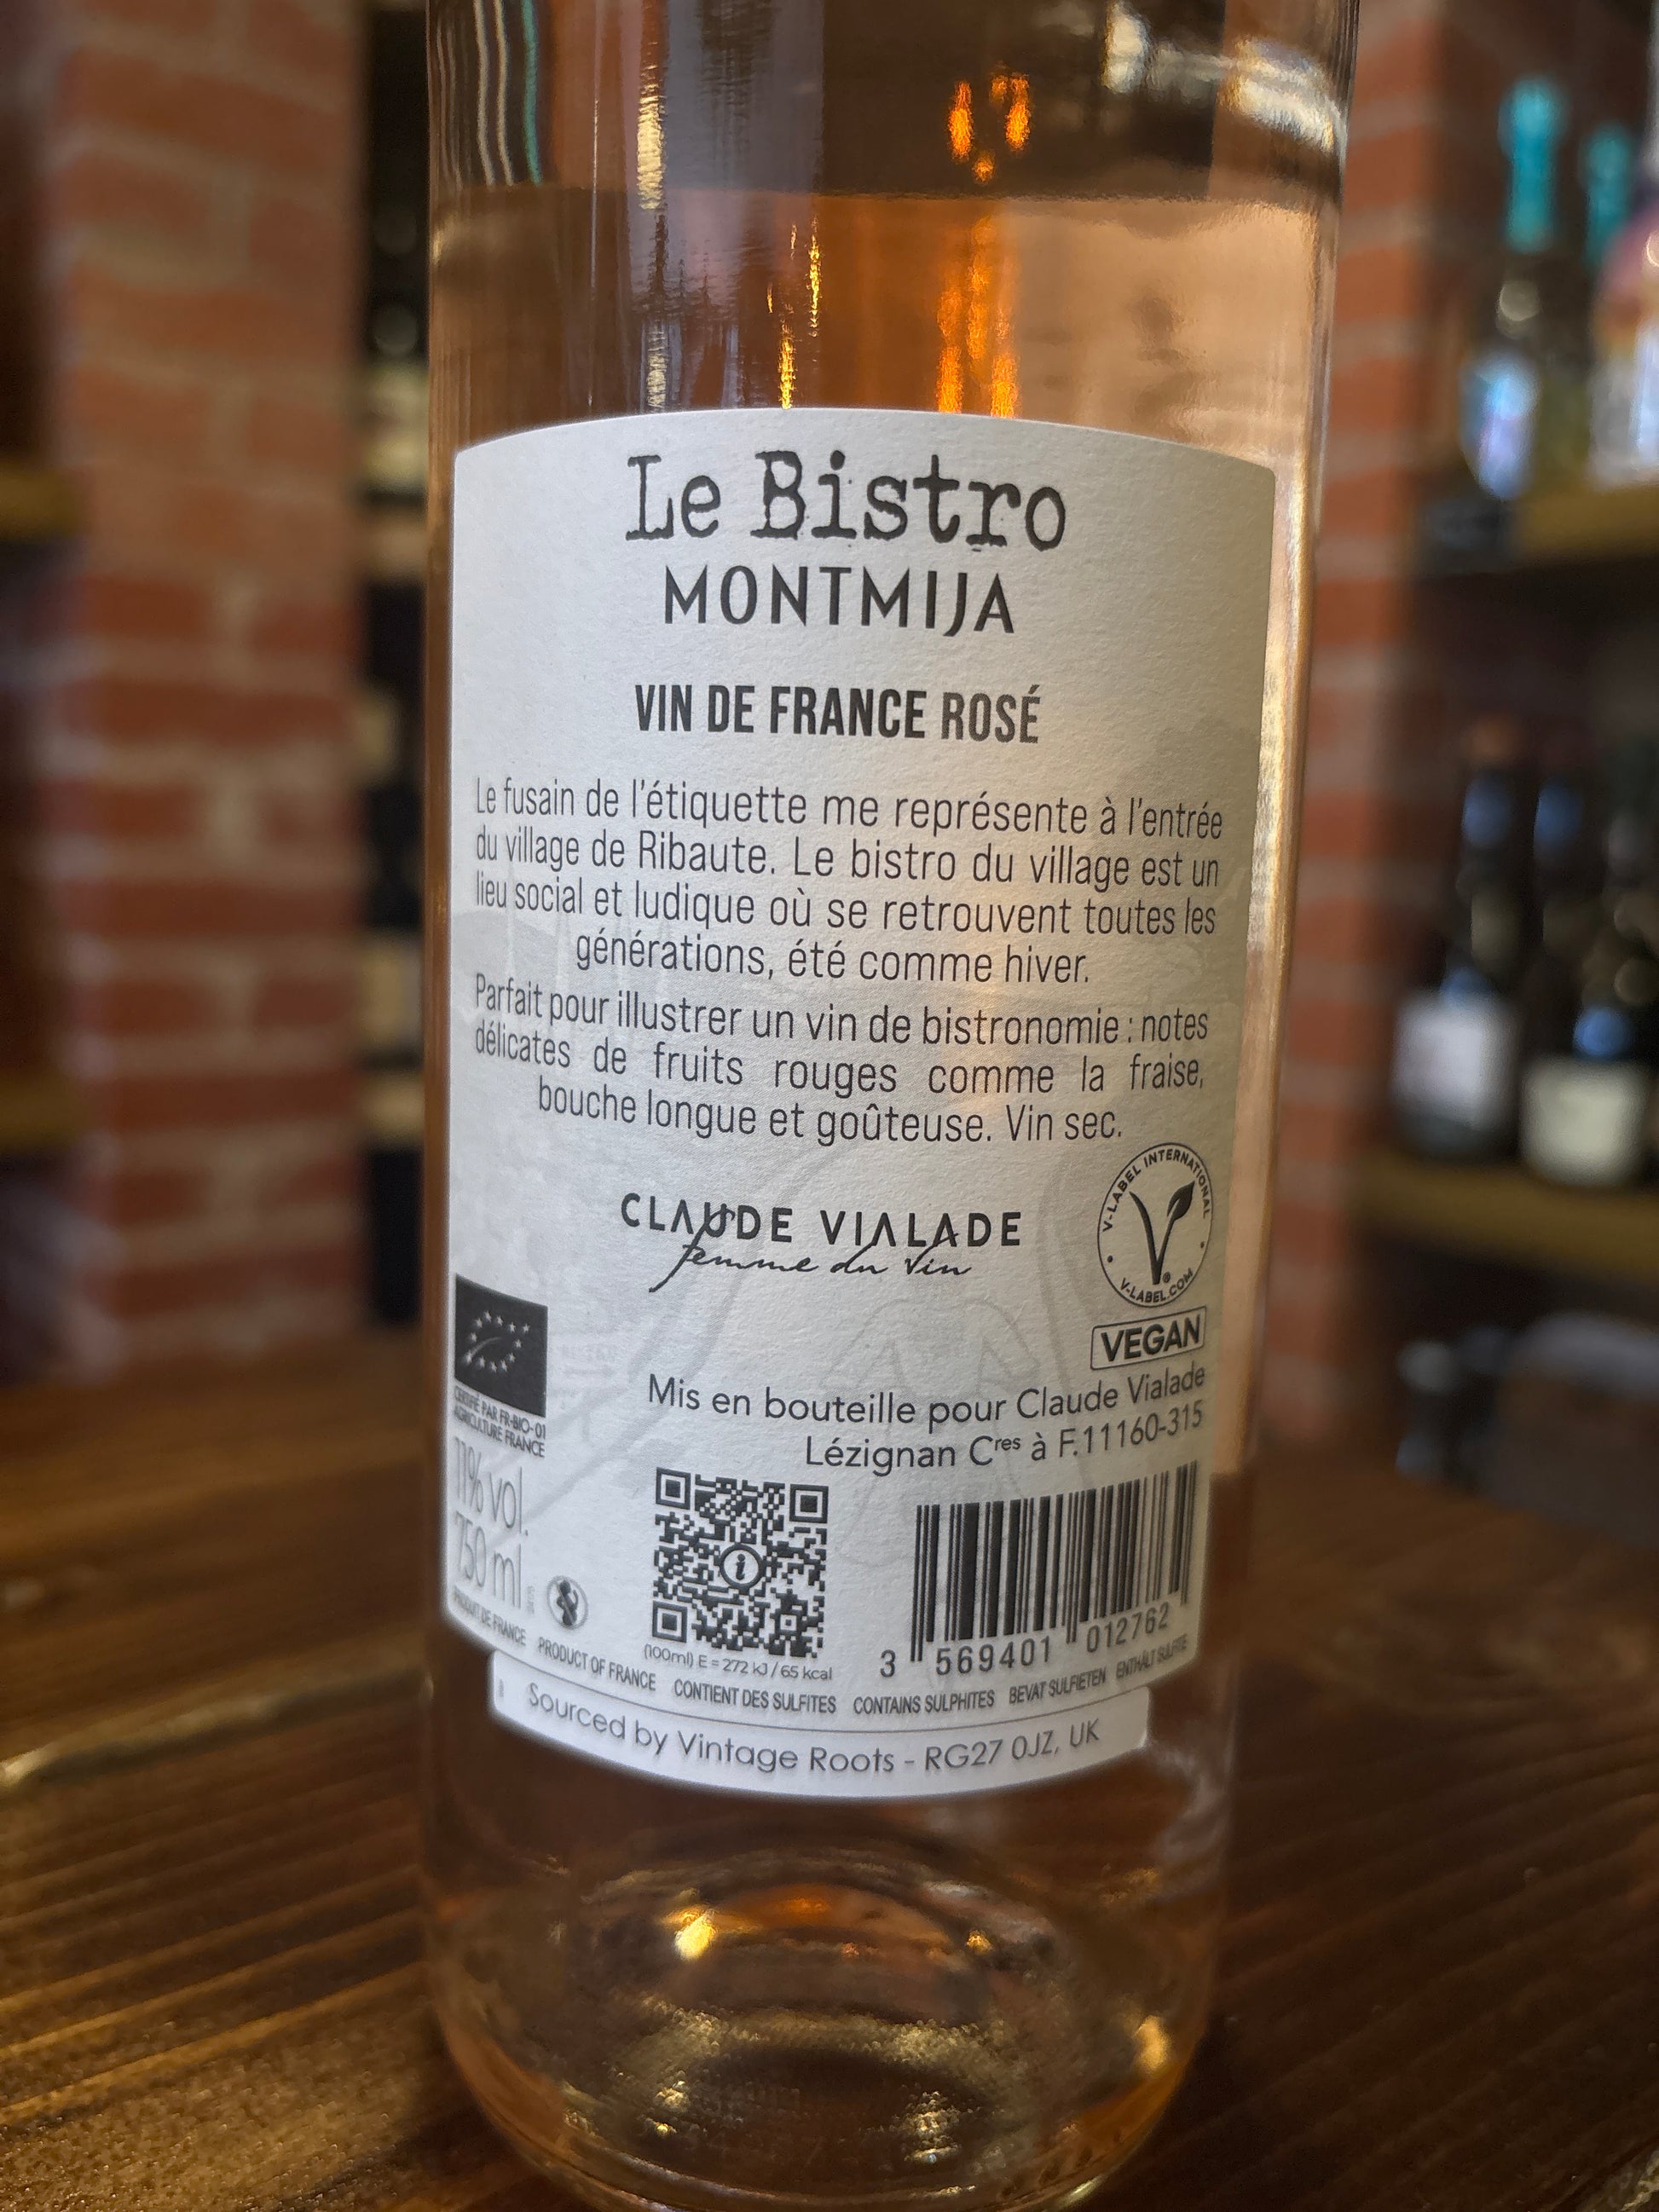 Le Bistro
MONTMIJA
VIN DE FRANCE ROSÉ
Le fusain de l'étiquette me représente à l'entrée
du village de Ribaute. Le bistro du village est un
lieu social et ludique où se retrouvent toutes les
générations, été comme hiver.
Parfait pour illustrer un vin de bistronomie : notes
délicates de fruits rouges comme la fraise,
bouche longue et goûteuse. Vin sec.
CLAUDE VIALADE
femme du Vin
V-LABEL INTERNATIONAL
V-LABEL.COM
VEGAN
CERTIFIÉ PAR FR-BIO-01
AGRICULTURE FRANCE
Mis en bouteille pour Claude Vialade
Lézignan Cres à F.11160-315
11% vol.
750 ml
i
(100ml) E = 272 kJ / 65 kcal
3 569401 012762
PRODUIT DE FRANCE PRODUCT OF FRANCE CONTIENT DES SULFITES CONTAINS SULPHITES BEVAT SULFIETEN ENTHÄLT SULFITE
Sourced by Vintage Roots - RG27 0JZ, UK